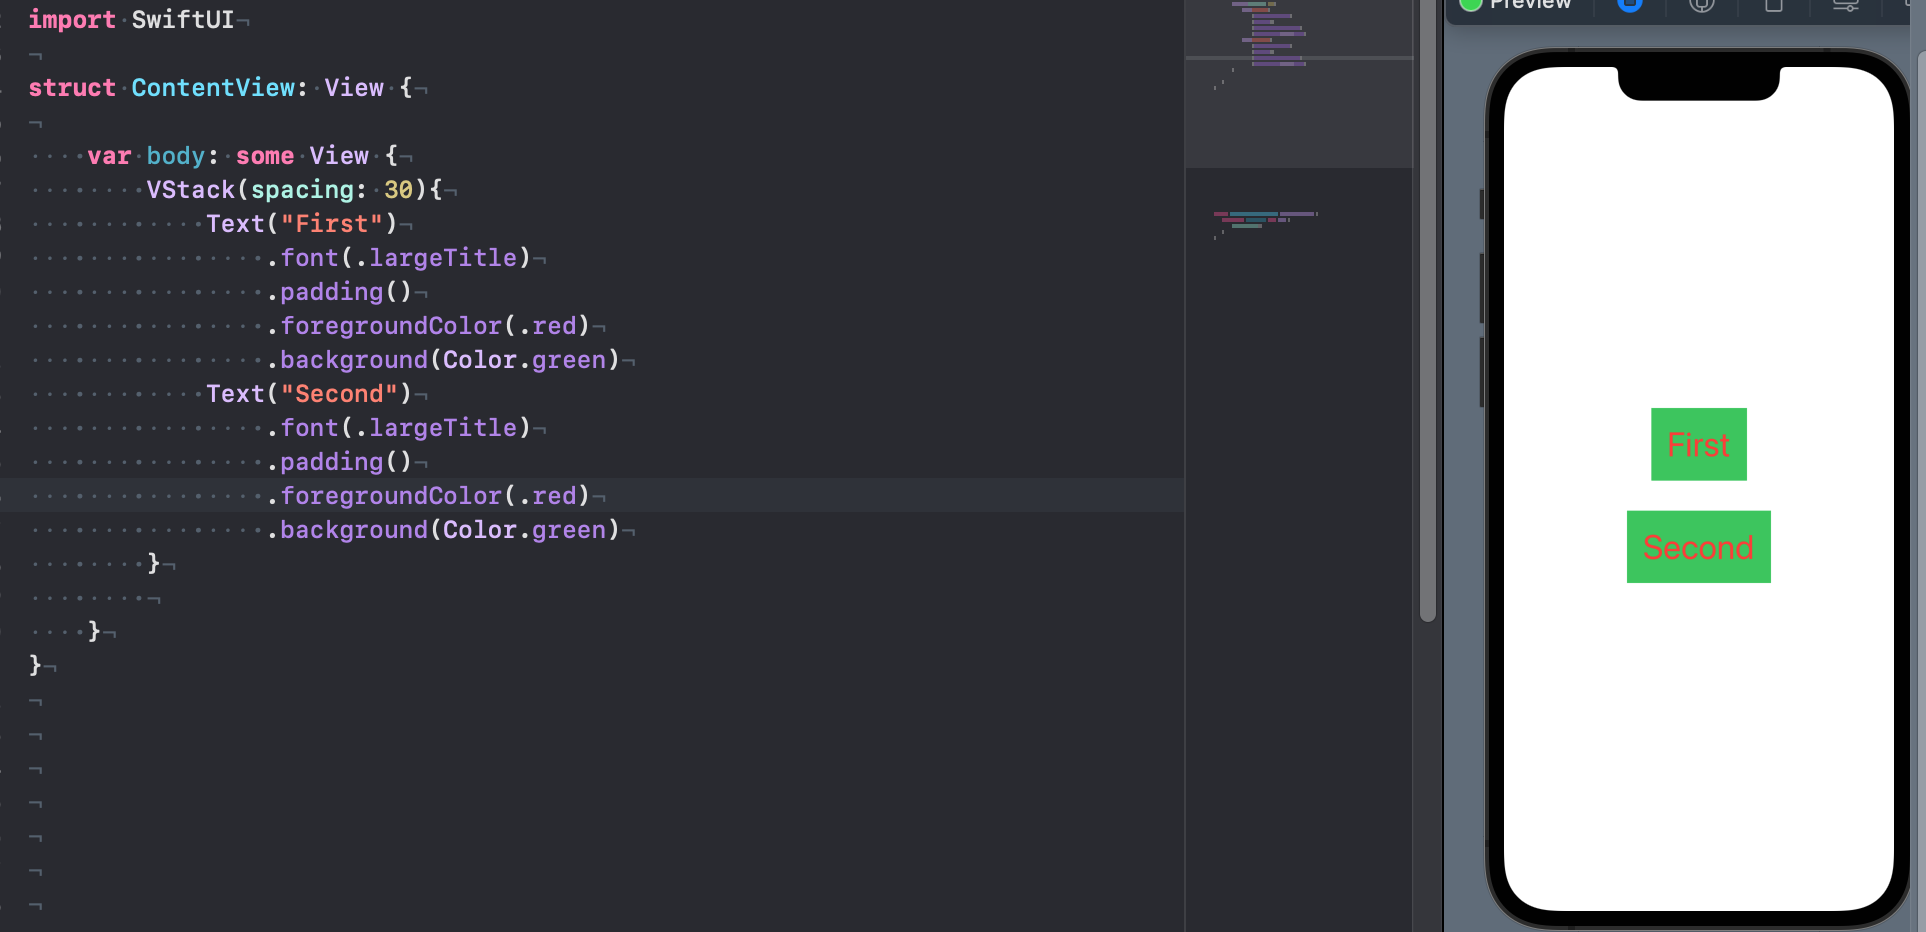 import SwiftUI
struct ContentView: View {
var body: some View {
VStack(spacing: 30){
Text("First")
.font(.largeTitle)
.padding()
.foregroundColor(.red)
.background(Color.green)
Text("Second")
.font(.largeTitle)
.padding()
.foregroundColor(.red)
.background(Color.green)
}
}
}
Preview
First
Second